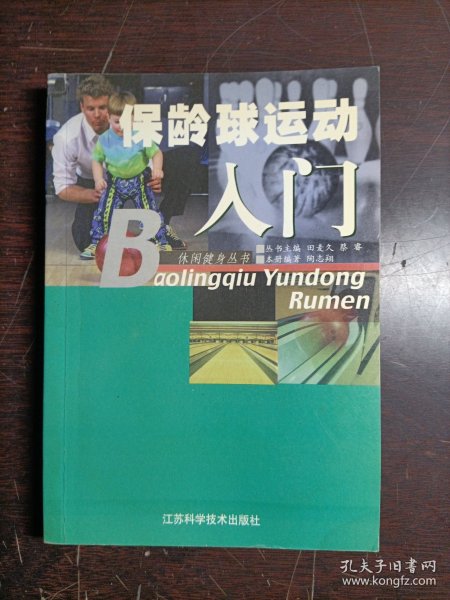 保龄球运动
入门
丛书主编 田麦久 蔡睿
休闲健身丛书 本册编著 陶志翔
Baolingqiu Yundong
Rumen
江苏科学技术出版社
孔夫子旧书网
www.kongfz.com